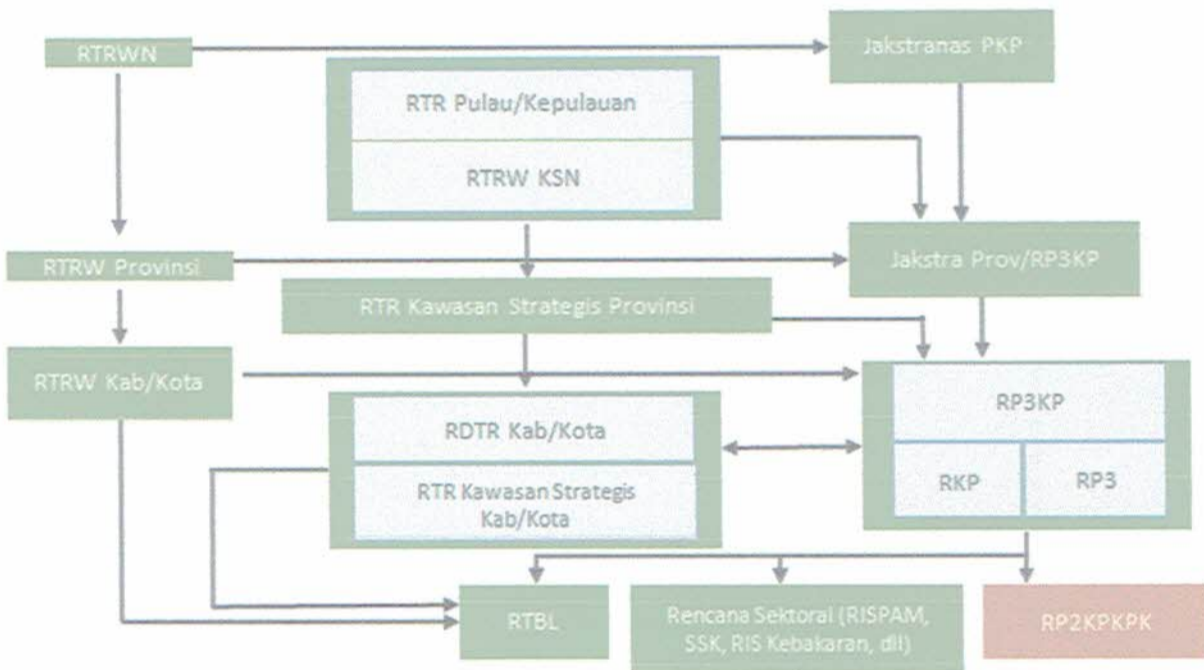 RTRWN
Jakstranas PKP
RTR Pulau/Kepulauan
RTRW KSN
RTRW Provinsi
Jakstra Prov/RP3KP
RTR Kawasan Strategis Provinsi
RTRW Kab/Kota
RP3KP
RDTR Kab/Kota
RKP
RP3
RTR Kawasan Strategis
Kab/Kota
RTBL
Rencana Sektoral (RISPAM,
SSK, RIS Kebakaran, dll)
RP2KPKPK